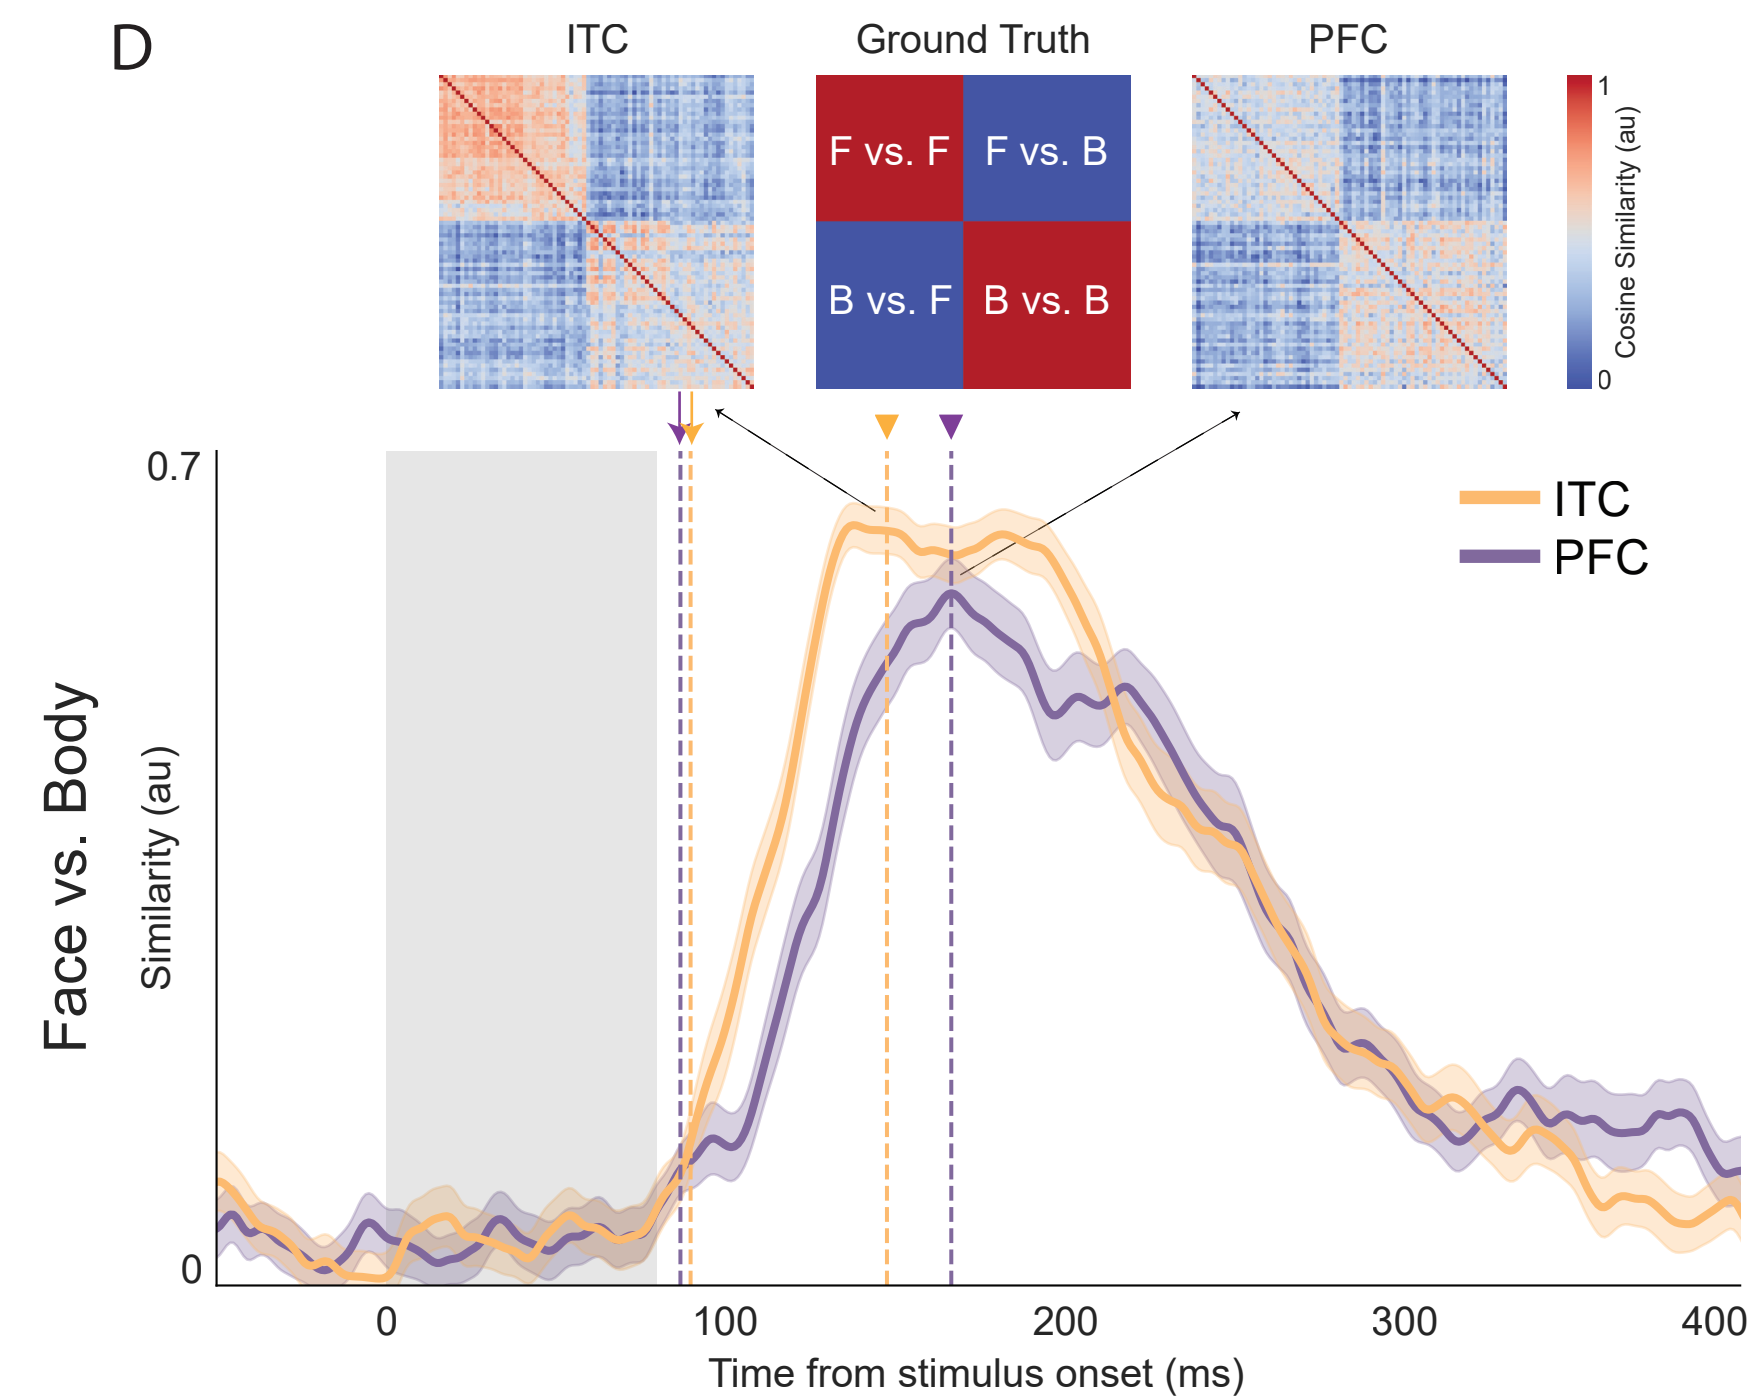 D
ITC
Ground Truth
PFC
F vs. F
F vs. B
B vs. F
B vs. B
1
0
Cosine Similarity (au)
ITC
PFC
Face vs. Body
Similarity (au)
0.7
0
0
100
200
300
400
Time from stimulus onset (ms)